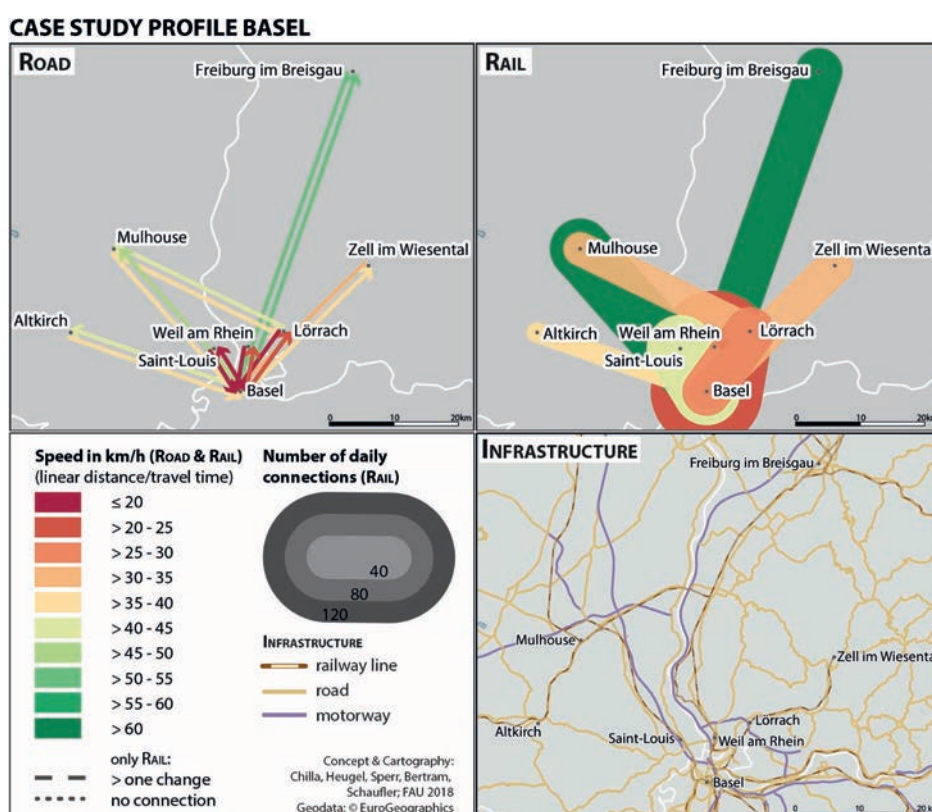 CASE STUDY PROFILE BASEL
ROAD
Freiburg im Breisgau
Mulhouse
Zell im Wiesental
Altkirch
Weil am Rhein
Lörrach
Saint-Louis
Basel
0 10 20km
RAIL
Freiburg im Breisgau
Mulhouse
Zell im Wiesental
Altkirch
Weil am Rhein
Lörrach
Saint-Louis
Basel
0 10 20km
Speed in km/h (ROAD & RAIL)
(linear distance/travel time)
≤ 20
> 20 - 25
> 25 - 30
> 30 - 35
> 35 - 40
> 40 - 45
> 45 - 50
> 50 - 55
> 55 - 60
> 60
only RAIL:
> one change
no connection
Number of daily
connections (RAIL)
40
80
120
INFRASTRUCTURE
railway line
road
motorway
Concept & Cartography:
Chilla, Heugel, Sperr, Bertram,
Schaufler; FAU 2018
Geodata: © EuroGeographics
INFRASTRUCTURE
Freiburg im Breisgau
Mulhouse
Zell im Wiesenta
Altkirch
Lörrach
Saint-Louis
Weil am Rhein
Basel
0 10 20 k